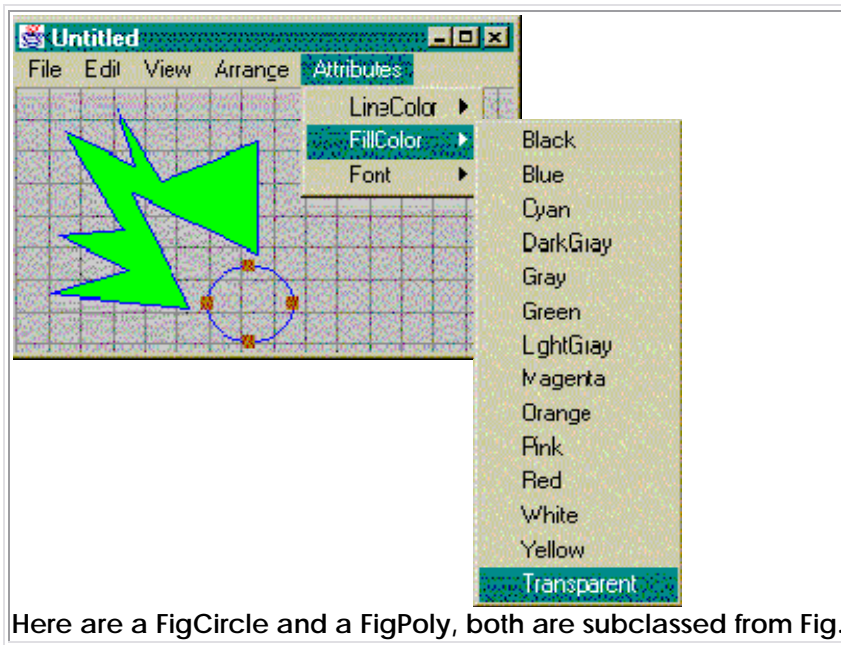 Untitled
File Edit View Arrange Attributes
LineColor
FillColor
Font
Black
Blue
Cyan
DarkGray
Gray
Green
LightGray
Magenta
Orange
Pink
Red
White
Yellow
Transparent
Here are a FigCircle and a FigPoly, both are subclassed from Fig.